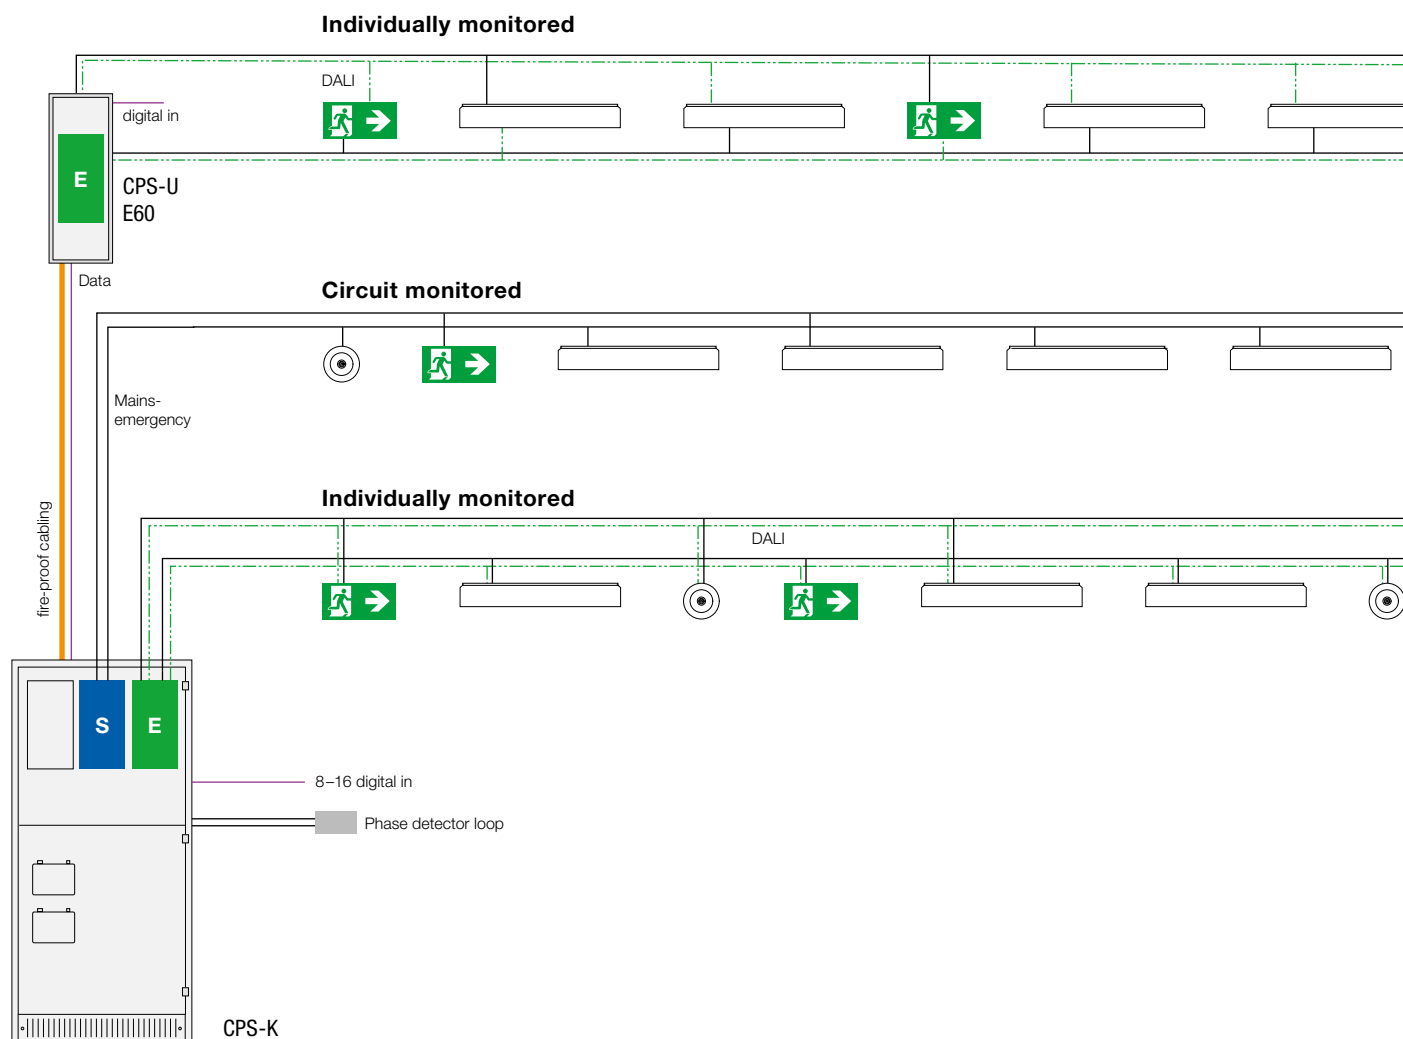 Individually monitored
DALI
digital in
E
CPS-U
E60
Data
Circuit monitored
Mains-
emergency
Individually monitored
DALI
fire-proof cabling
S
E
8–16 digital in
Phase detector loop
CPS-K